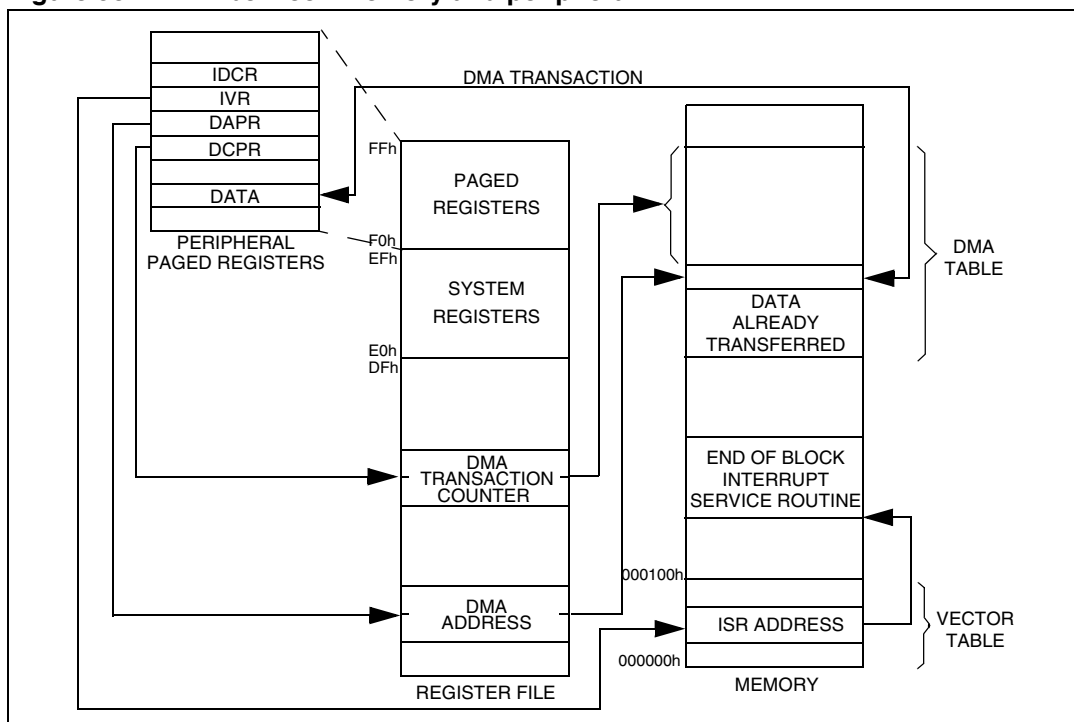 IDCR
IVR
DAPR
DCPR
DATA
PERIPHERAL
PAGED REGISTERS
DMA TRANSACTION
FFh
PAGED
REGISTERS
F0h
EFh
SYSTEM
REGISTERS
E0h
DFh
DMA
TRANSACTION
COUNTER
DMA
ADDRESS
REGISTER FILE
DATA
ALREADY
TRANSFERRED
DMA
TABLE
END OF BLOCK
INTERRUPT
SERVICE ROUTINE
000100h
ISR ADDRESS
VECTOR
TABLE
000000h
MEMORY